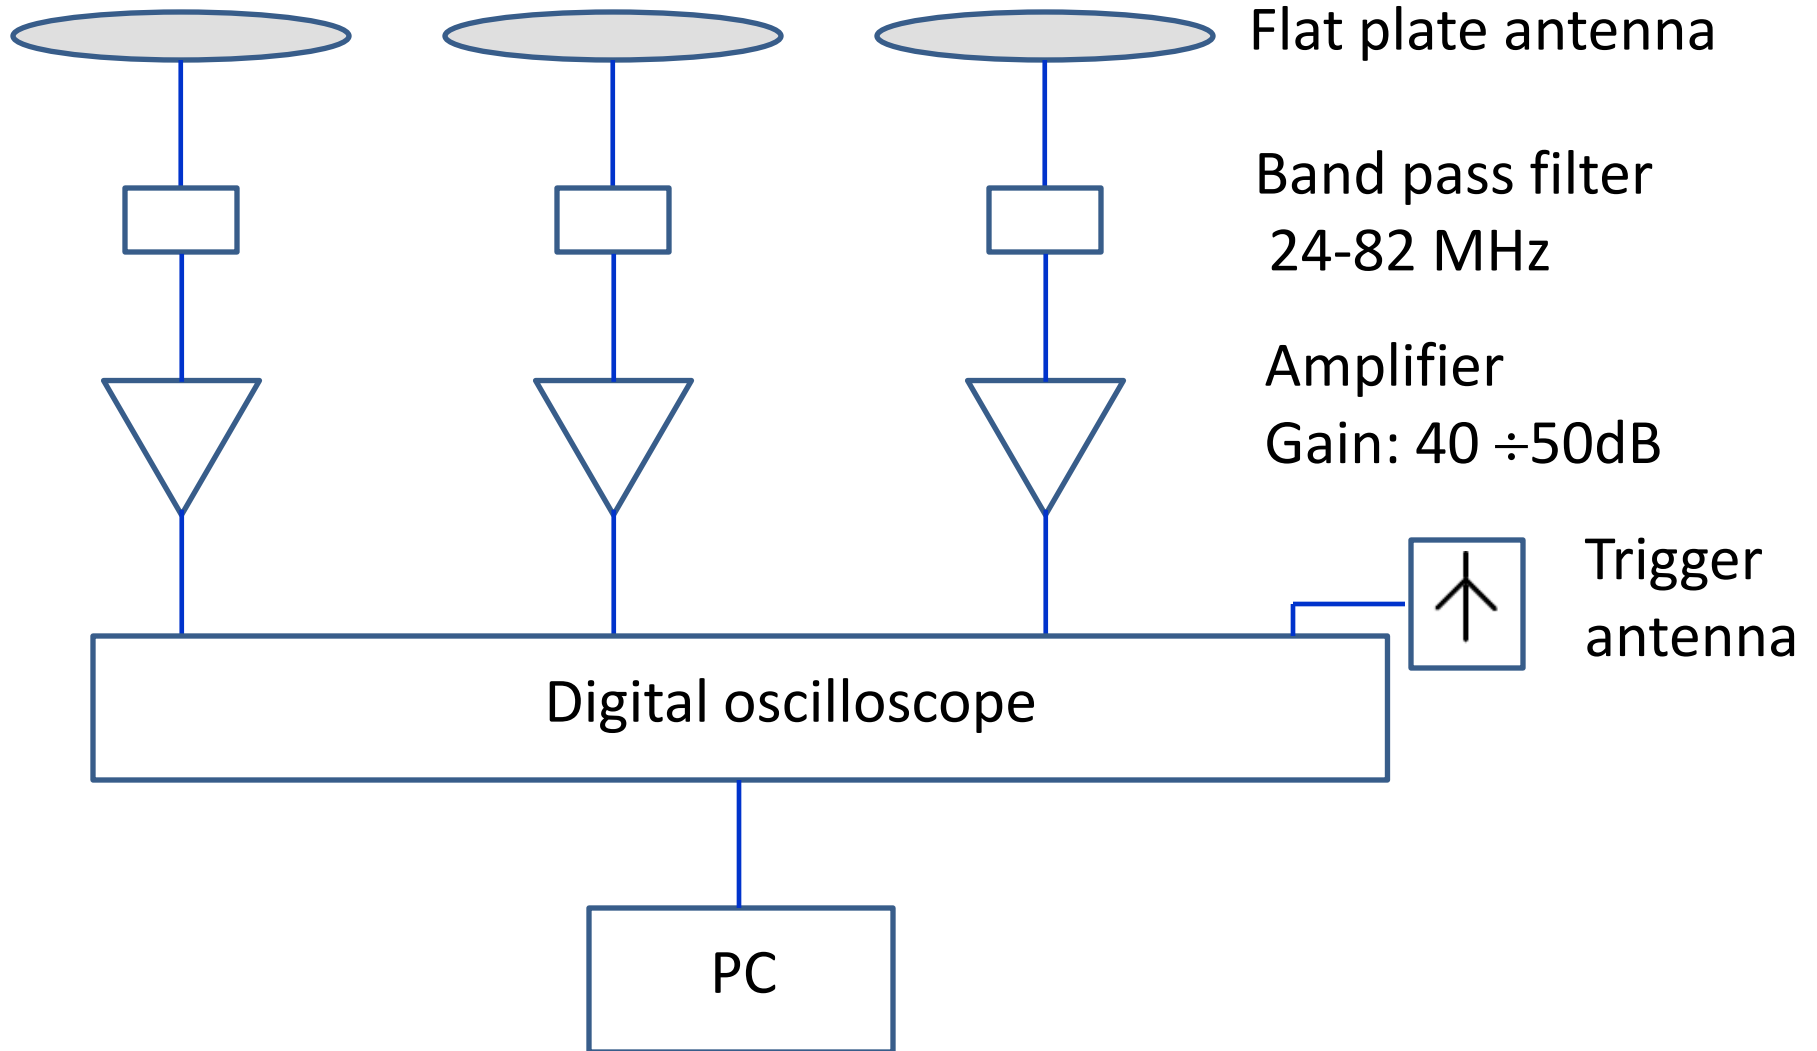 Flat plate antenna
Band pass filter
24-82 MHz
Amplifier
Gain: 40 ÷50dB
Trigger
antenna
Digital oscilloscope
PC